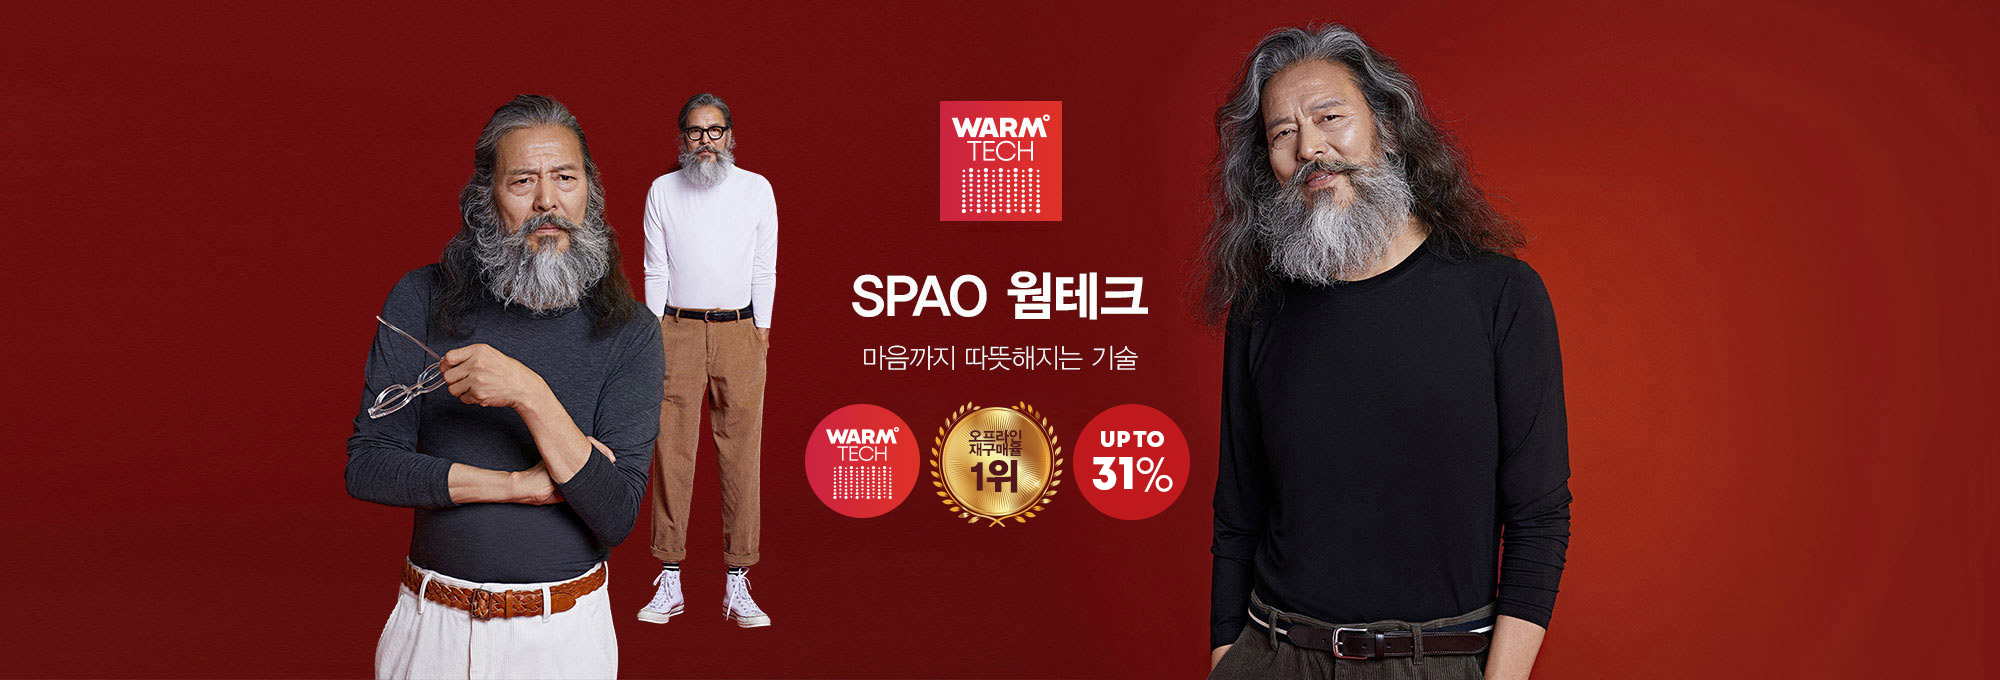 WARM°
TECH
SPAO 웜테크
마음까지 따뜻해지는 기술
WARM°
TECH
오프라인
재구매율
1위
UP TO
31%